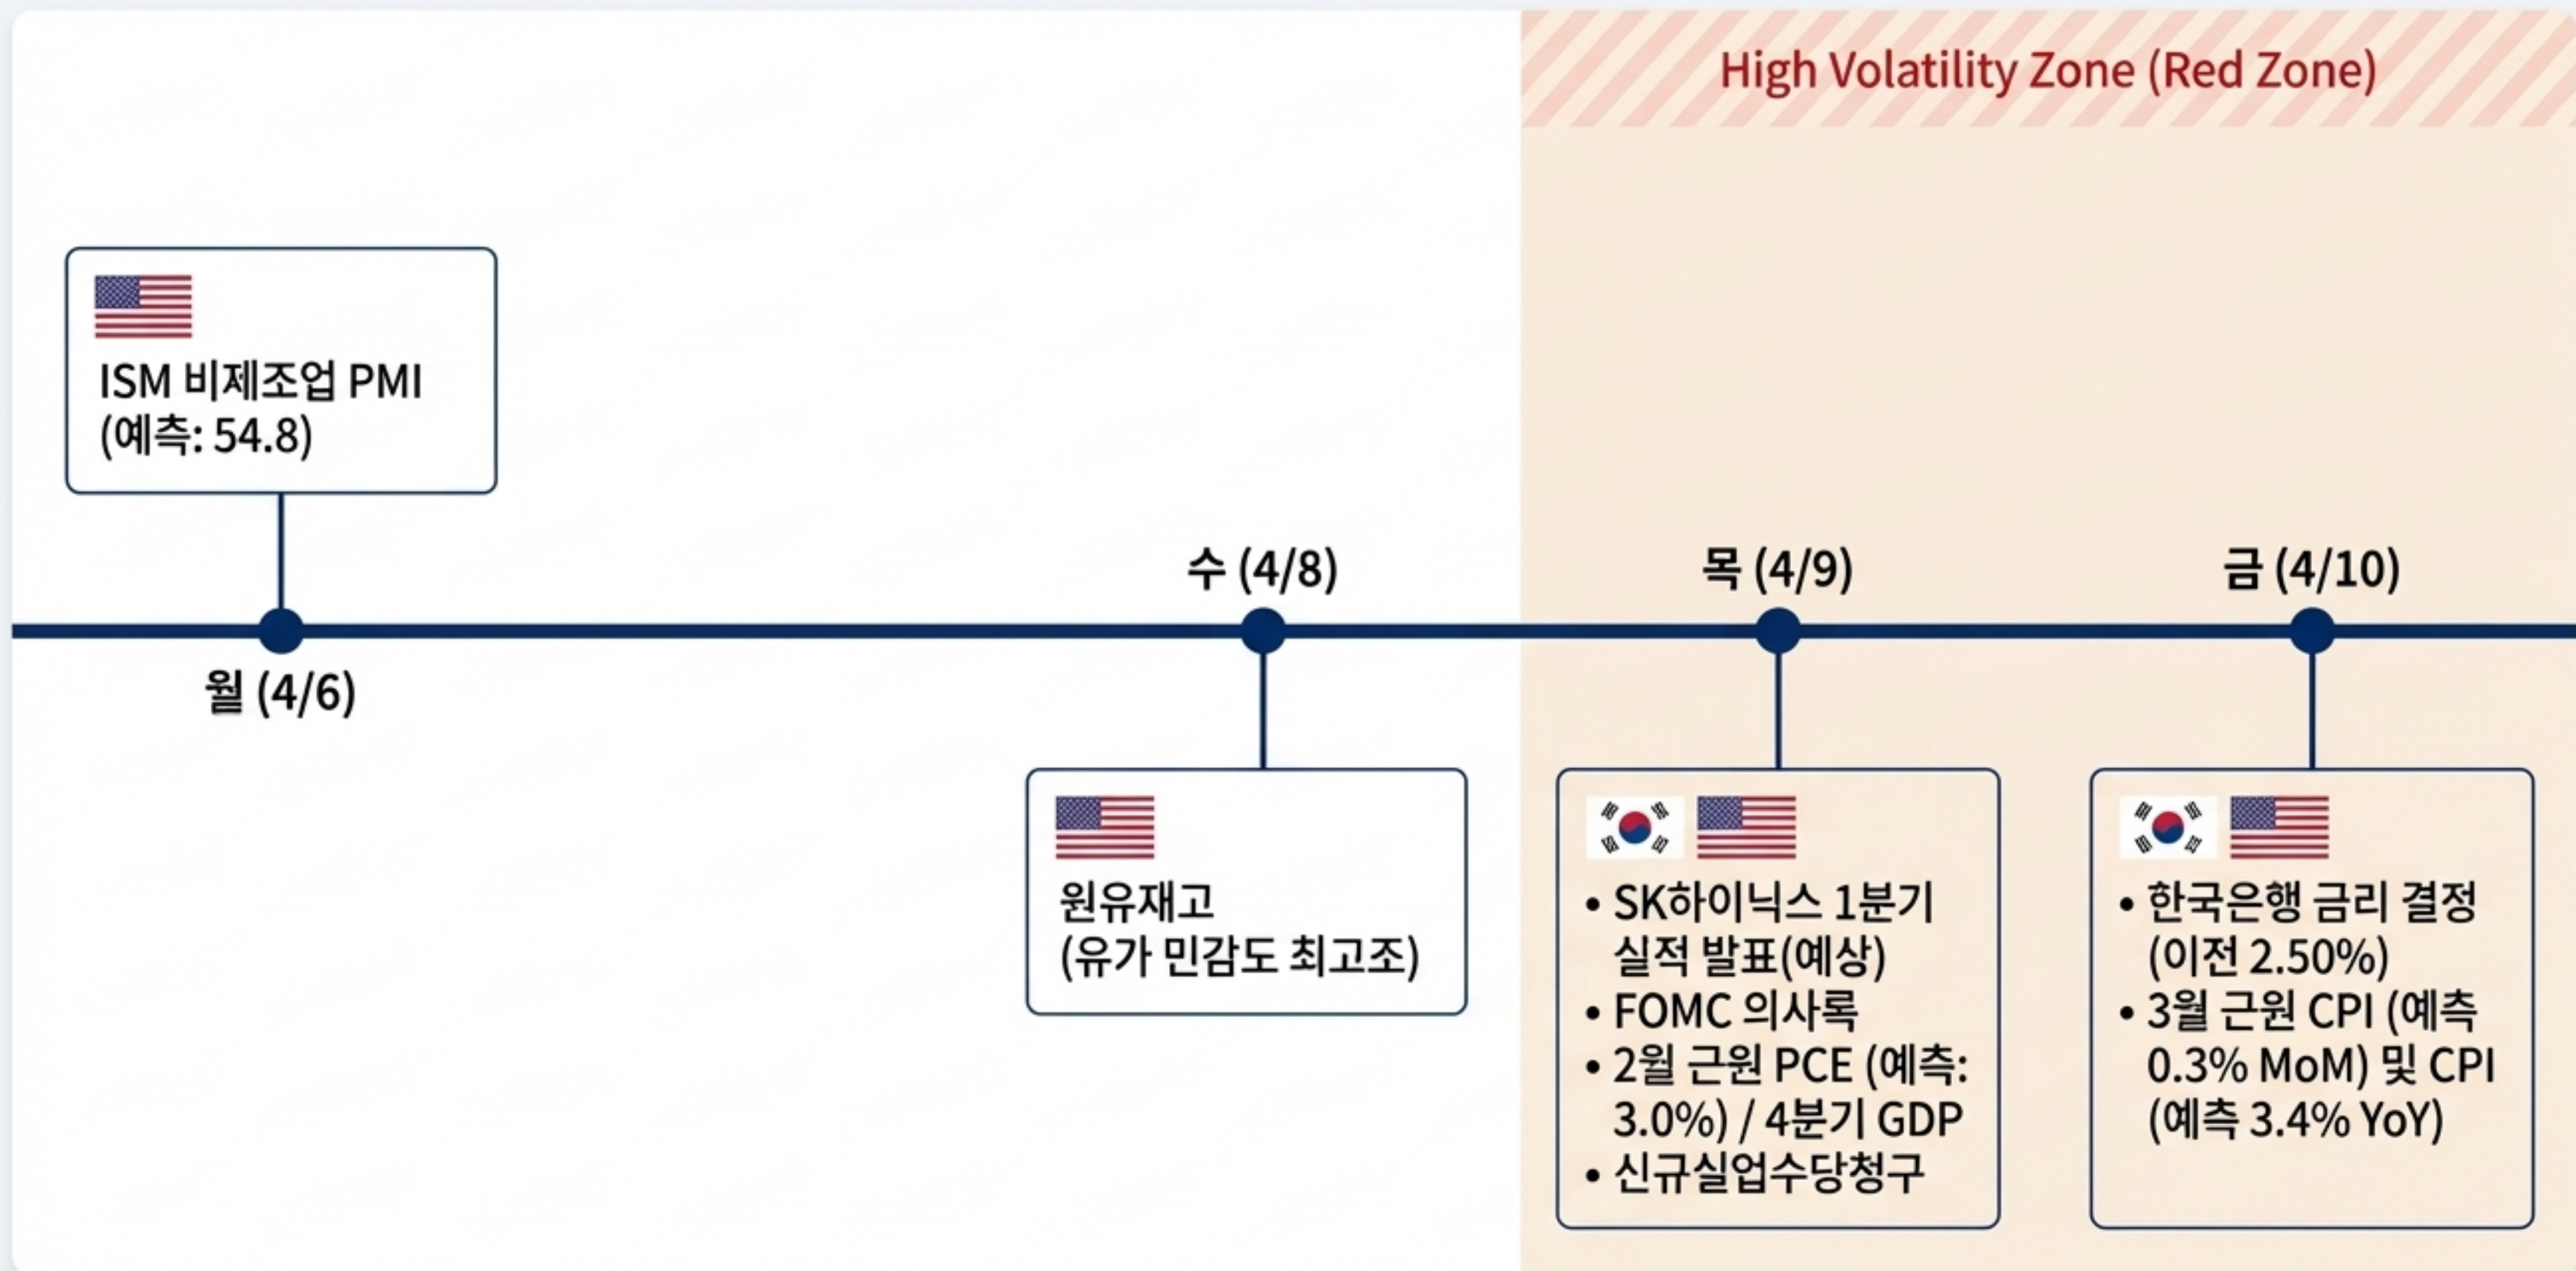 High Volatility Zone (Red Zone)
ISM 비제조업 PMI
(예측: 54.8)
월 (4/6)
수 (4/8)
원유재고
(유가 민감도 최고조)
목 (4/9)
• SK하이닉스 1분기
실적 발표(예상)
• FOMC 의사록
• 2월 근원 PCE (예측:
3.0%) / 4분기 GDP
• 신규실업수당청구
금 (4/10)
• 한국은행 금리 결정
(이전 2.50%)
• 3월 근원 CPI (예측
0.3% MoM) 및 CPI
(예측 3.4% YoY)